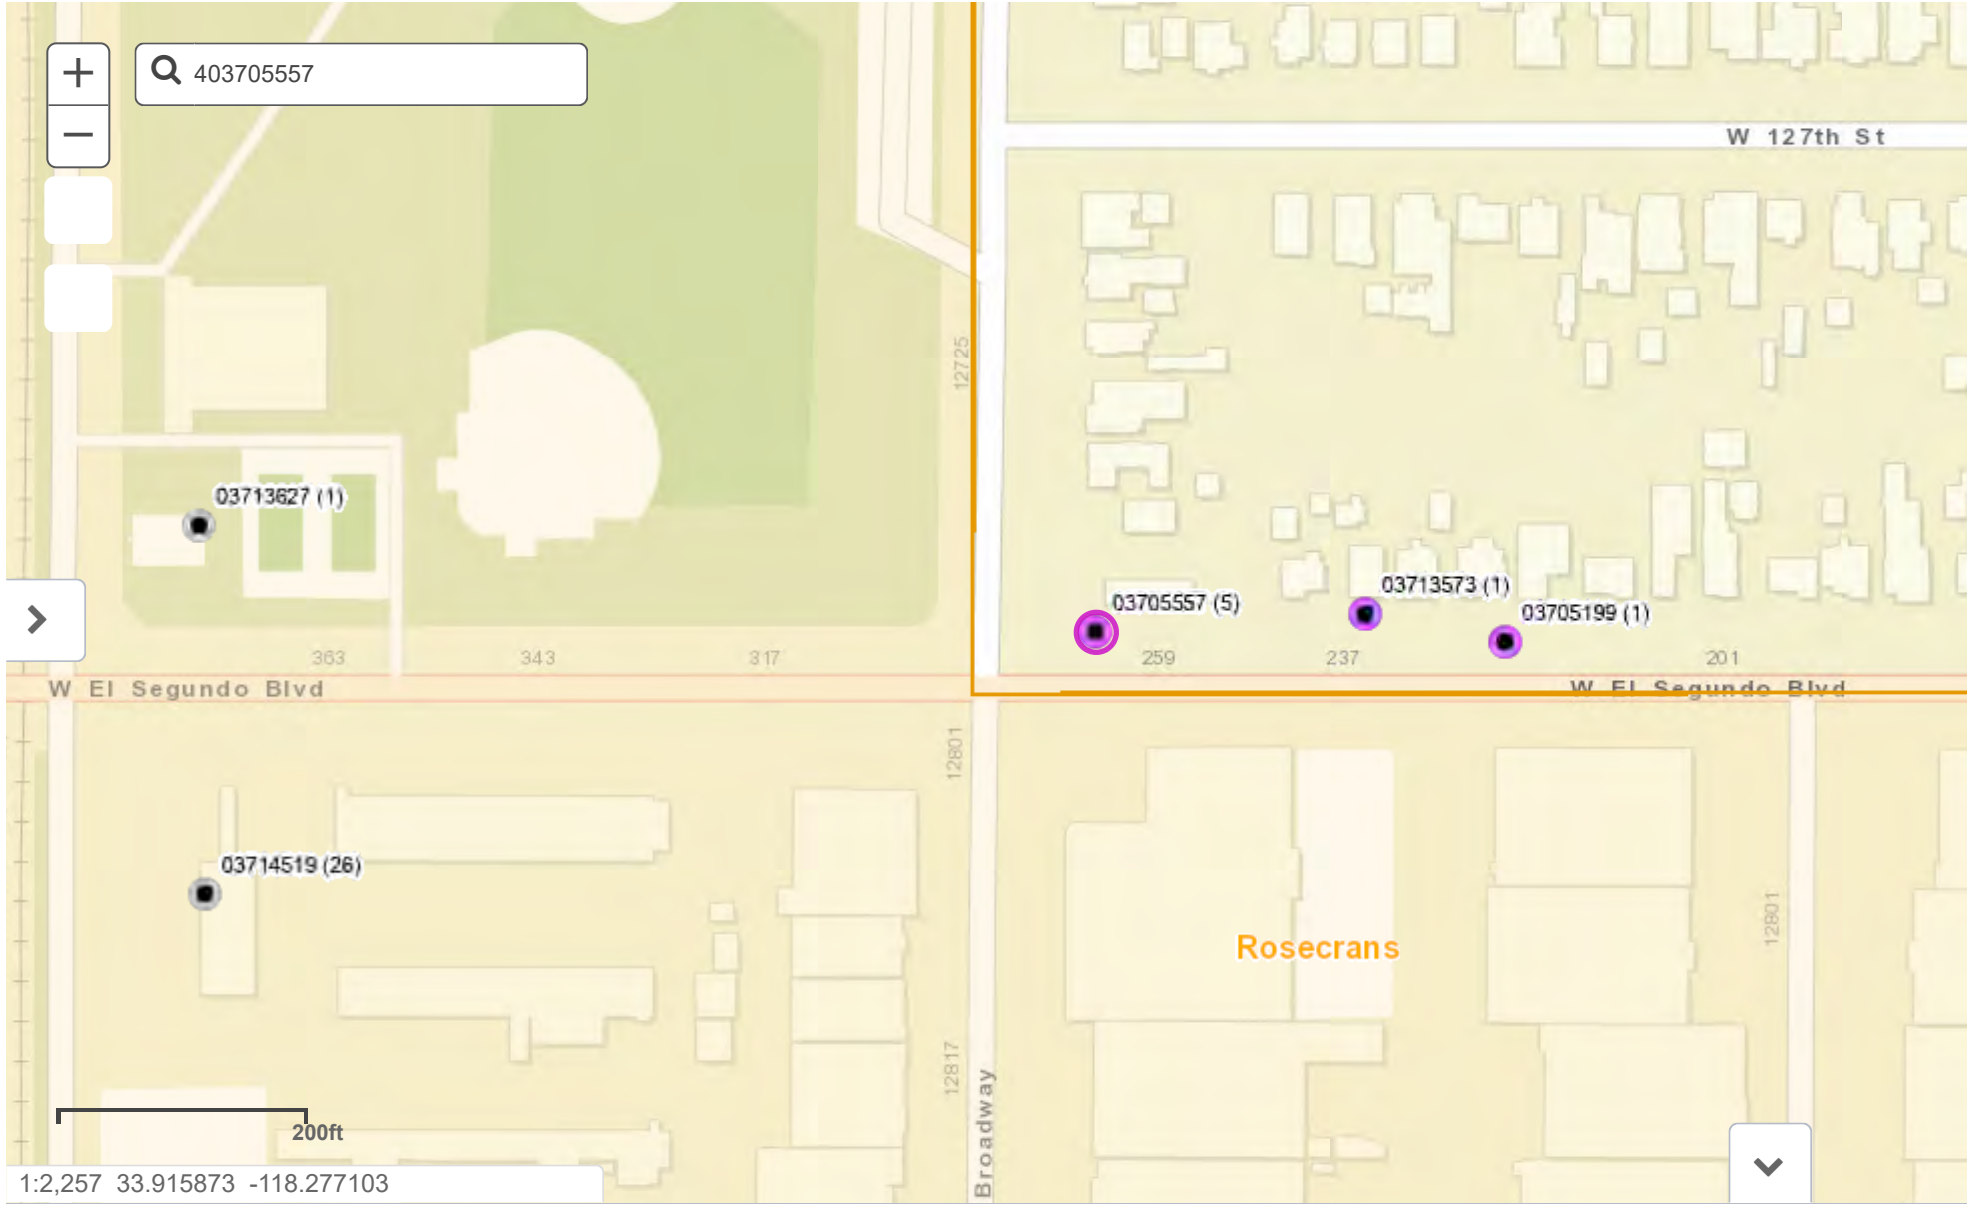 403705557
W 127th St
12725
03713627 (1)
03713573 (1)
03705557 (5)
03705199 (1)
363
343
317
259
237
201
W El Segundo Blvd
W El Segundo Blvd
12801
03714519 (26)
12801
Rosecrans
12817
Broadway
200ft
1:2,257 33.915873 -118.277103